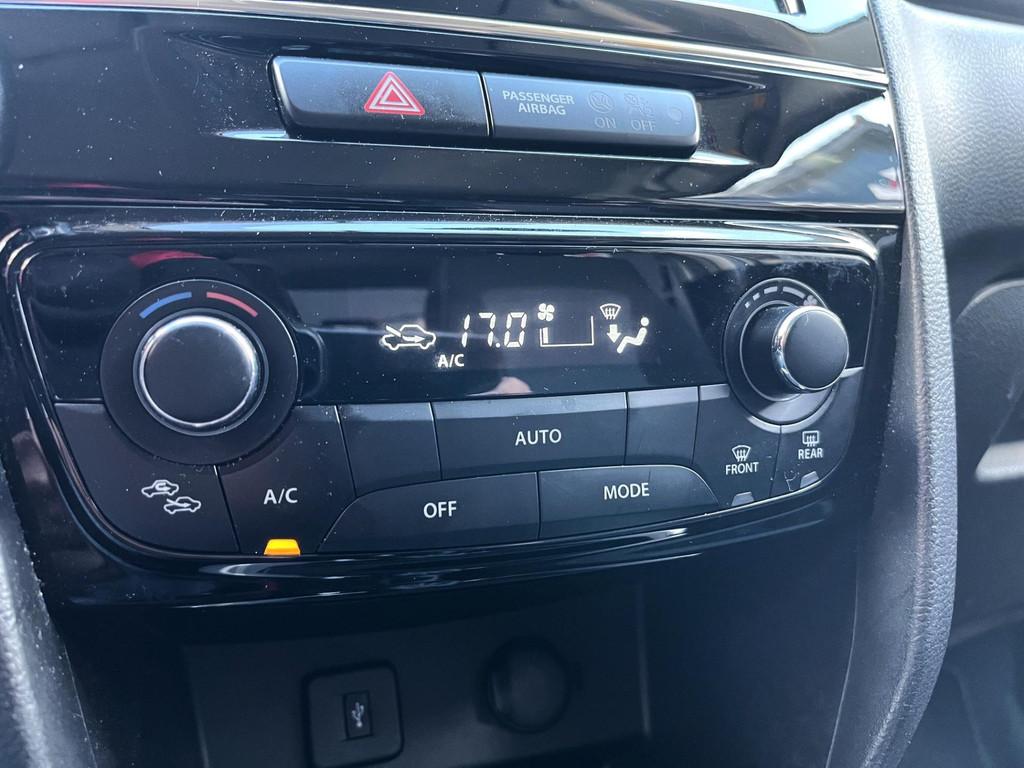 PASSENGER
AIRBAG
ON OFF
17.0
A/C
AUTO
A/C
OFF
MODE
FRONT
REAR